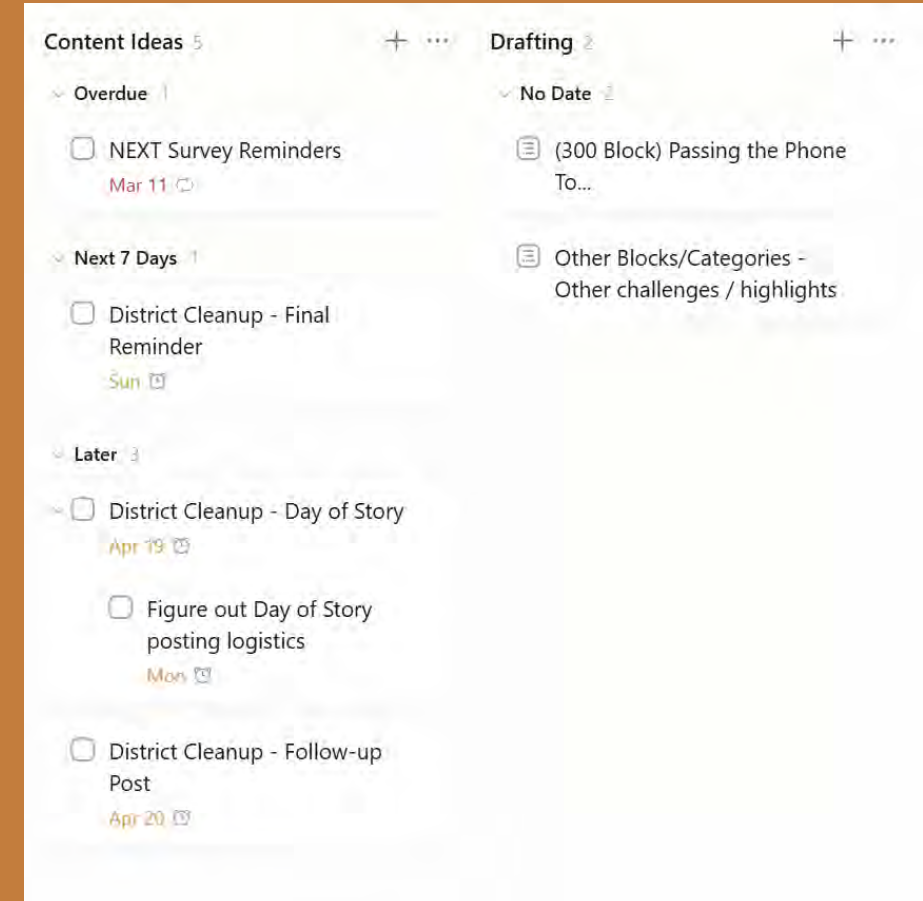 Content Ideas 5
Overdue 1
NEXT Survey Reminders
Mar 11
Next 7 Days 1
District Cleanup - Final
Reminder
Sun
Later 3
District Cleanup - Day of Story
Apr 19
Figure out Day of Story
posting logistics
Mon
District Cleanup - Follow-up
Post
Apr 20
Drafting 2
No Date 2
(300 Block) Passing the Phone
To...
Other Blocks/Categories -
Other challenges / highlights